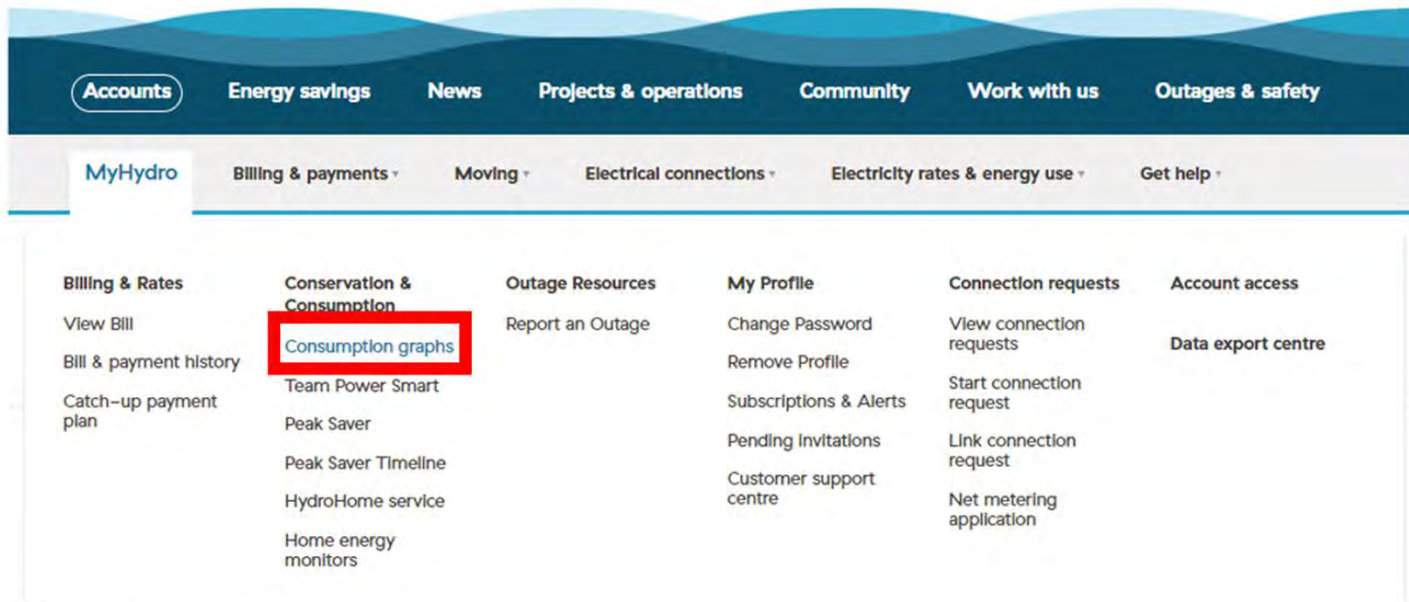 Accounts
Energy savings
News
Projects & operations
Community
Work with us
Outages & safety
MyHydro
Billing & payments
Moving
Electrical connections
Electricity rates & energy use
Get help
Billing & Rates
View Bill
Bill & payment history
Catch-up payment
plan
Conservation &
Consumption
Consumption graphs
Team Power Smart
Peak Saver
Peak Saver Timeline
HydroHome service
Home energy
monitors
Outage Resources
Report an Outage
My Profile
Change Password
Remove Profile
Subscriptions & Alerts
Pending Invitations
Customer support
centre
Connection requests
View connection
requests
Start connection
request
Link connection
request
Net metering
application
Account access
Data export centre